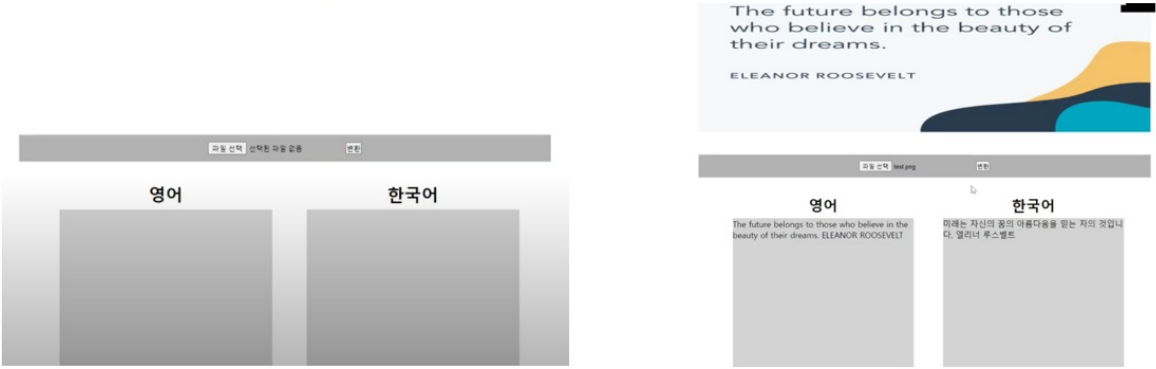 파일 선택 선택된 파일 없음 변환
영어 한국어
The future belongs to those
who believe in the beauty of
their dreams.
ELEANOR ROOSEVELT
파일 선택 test.png 변환
영어 한국어
The future belongs to those who believe in the
beauty of their dreams. ELEANOR ROOSEVELT
미래는 자신의 꿈의 아름다움을 믿는 자의 것입니
다. 엘리너 루스벨트